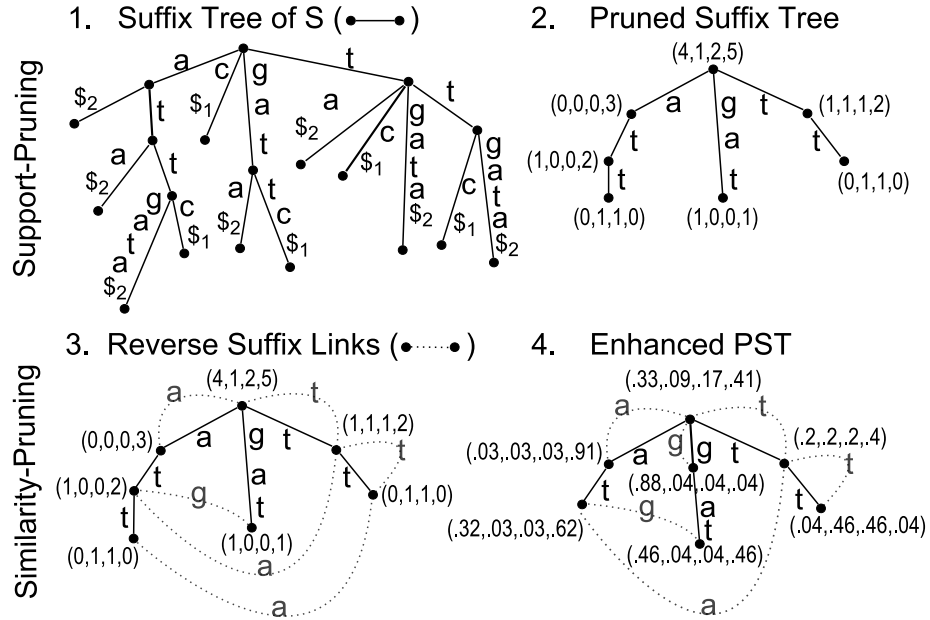 1. Suffix Tree of S ( )
2. Pruned Suffix Tree
Support-Pruning
a
c
g
t
$2
t
$1
a
a
g
t
a
t
$2
c
a
g
a
t
$2
a
t
$1
t
a
c
g
a
t
a
$2
g
c
$2
c
$1
$1
$2
$1
a
t
a
$2
(4,1,2,5)
(0,0,0,3)
a
g
t
(1,1,1,2)
t
a
t
(1,0,0,2)
t
t
(0,1,1,0)
(0,1,1,0)
(1,0,0,1)
3. Reverse Suffix Links ( )
4. Enhanced PST
Similarity-Pruning
(4,1,2,5)
a
t
(1,1,1,2)
(0,0,0,3)
a
g
t
t
t
a
t
(1,0,0,2)
g
(0,1,1,0)
t
t
(1,0,0,1)
(0,1,1,0)
a
a
(.33,.09,.17,.41)
a
t
(.2,.2,.2,.4)
g
g
t
(.03,.03,.03,.91)
a
t
t
(.88,.04,.04,.04)
t
g
a
(.04,.46,.46,.04)
(.32,.03,.03,.62)
t
(.46,.04,.04,.46)
a